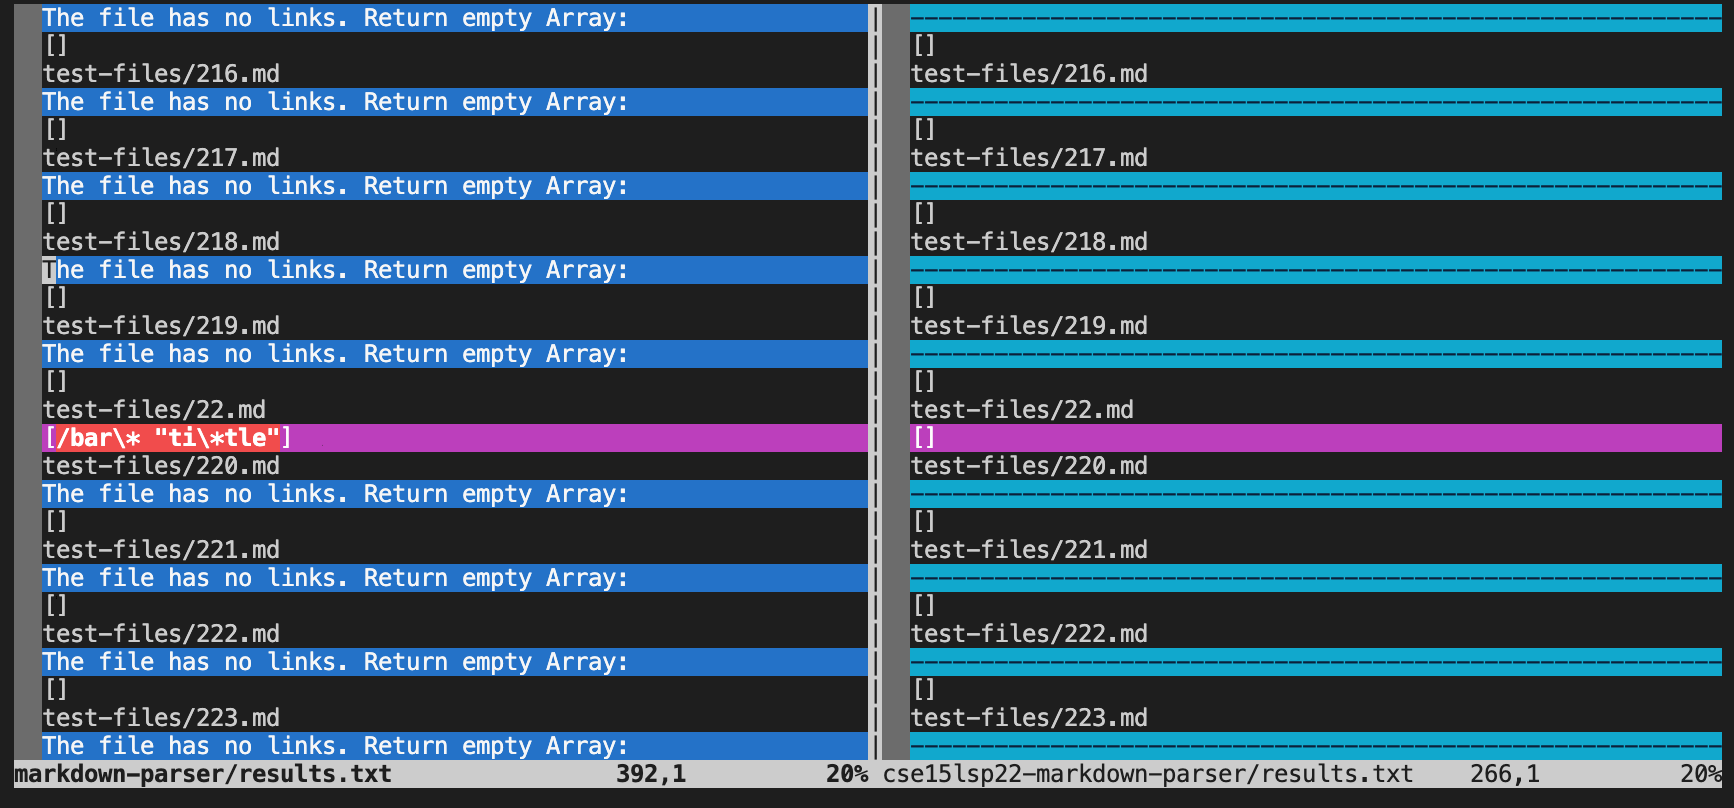 The file has no links. Return empty Array:
[]
test-files/216.md
The file has no links. Return empty Array:
[]
test-files/217.md
The file has no links. Return empty Array:
[]
test-files/218.md
The file has no links. Return empty Array:
[]
test-files/219.md
The file has no links. Return empty Array:
[]
test-files/22.md
[/bar\* "ti\*tle"]
test-files/220.md
The file has no links. Return empty Array:
[]
test-files/221.md
The file has no links. Return empty Array:
[]
test-files/222.md
The file has no links. Return empty Array:
[]
test-files/223.md
The file has no links. Return empty Array:
markdown-parser/results.txt 392,1 20%
[]
test-files/216.md
[]
test-files/217.md
[]
test-files/218.md
[]
test-files/219.md
[]
test-files/22.md
[]
test-files/220.md
[]
test-files/221.md
[]
test-files/222.md
[]
test-files/223.md
cse15lsp22-markdown-parser/results.txt 266,1 20%